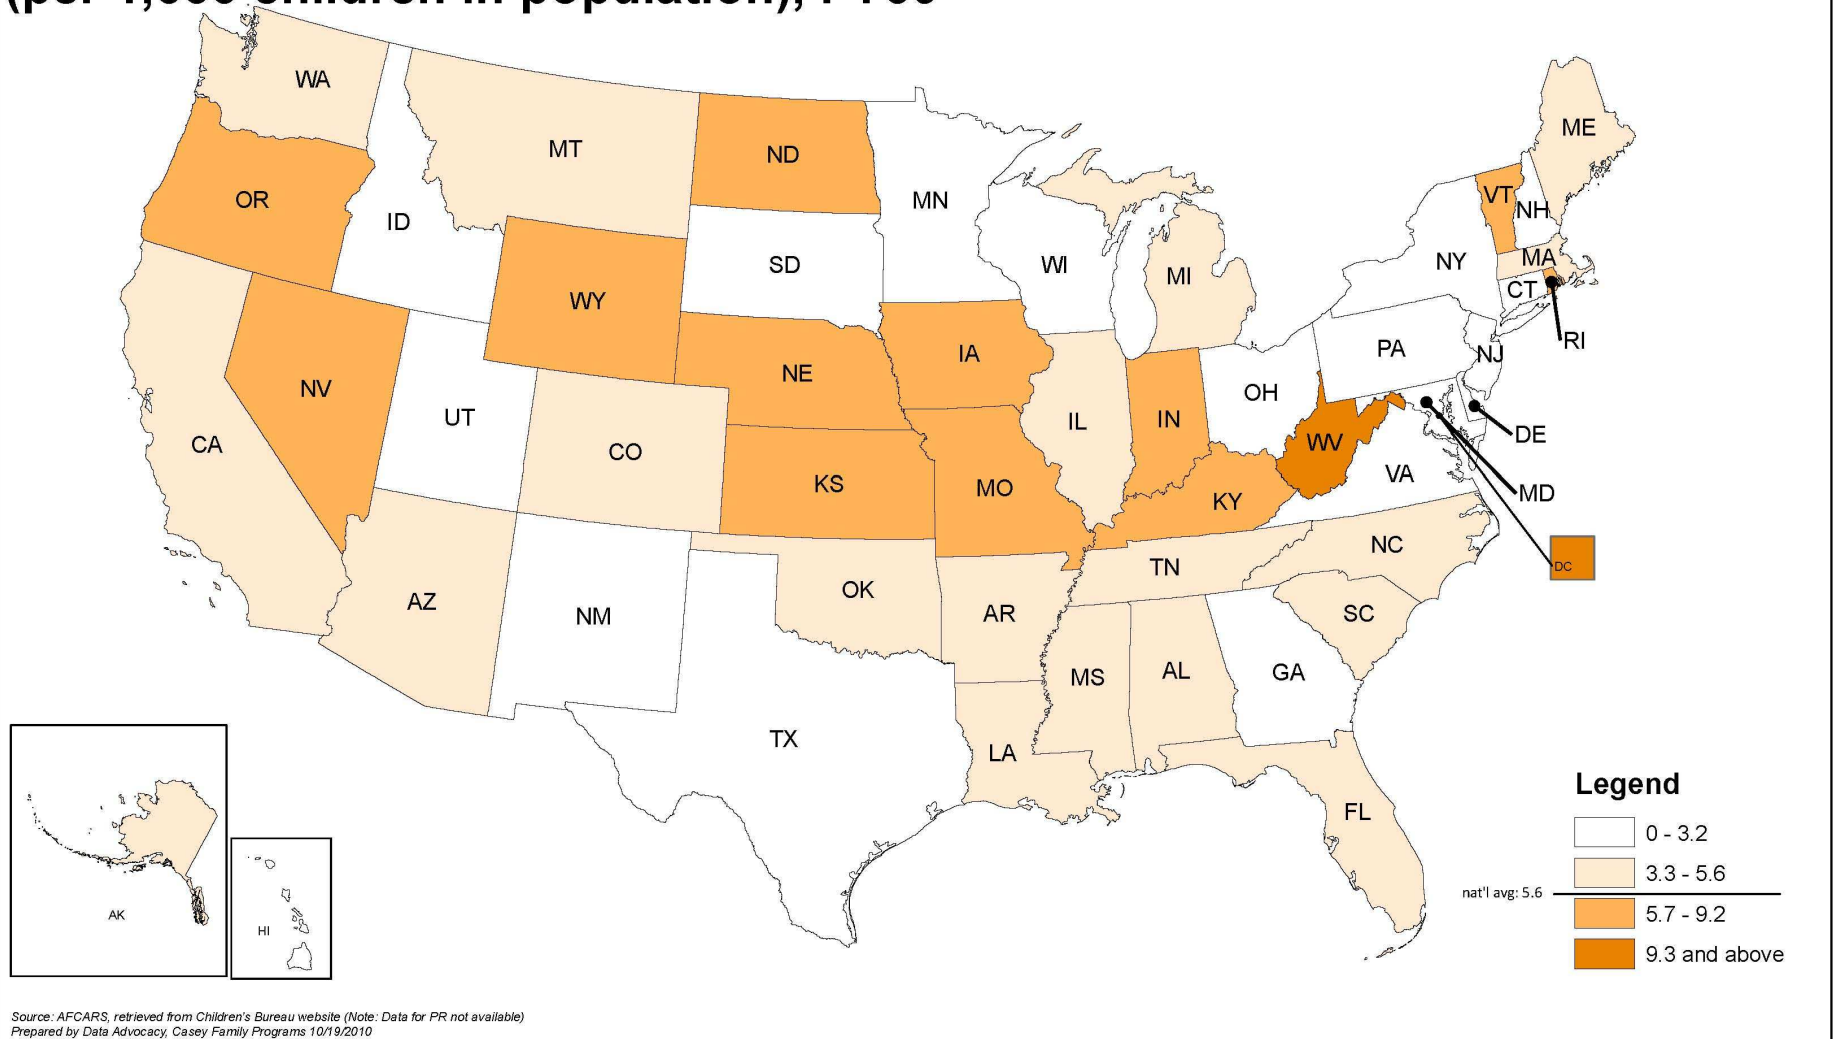 WA
MT
ND
MN
ME
OR
ID
SD
WI
MI
VT
NH
NY
MA
CT
RI
WY
NE
IA
PA
NJ
NV
UT
CO
KS
MO
IL
IN
OH
WV
VA
DE
MD
DC
CA
KY
AZ
NM
OK
AR
TN
NC
SC
MS
AL
GA
TX
LA
FL
AK
HI
Legend
0 - 3.2
3.3 - 5.6
nat'l avg: 5.6
5.7 - 9.2
9.3 and above
Source: AFCARS, retrieved from Children's Bureau website (Note: Data for PR not available)
Prepared by Data Advocacy, Casey Family Programs 10/19/2010